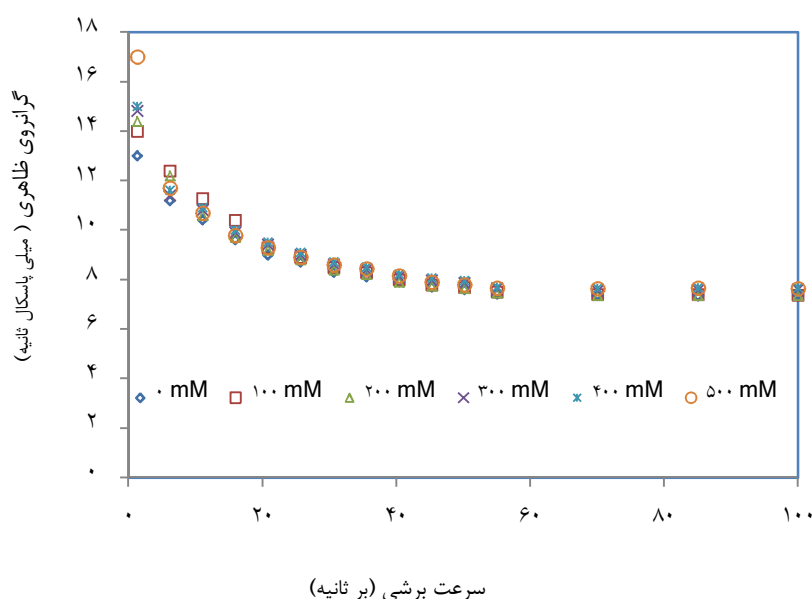 ۱۸
۱۶
۱۴
۱۲
۱۰
۸
۶
۴
۲
۰
گرانروی ظاهری ( میلی پاسکال ثانیه)
۰ mM ۱۰۰ mM ۲۰۰ mM ۳۰۰ mM ۴۰۰ mM ۵۰۰ mM
۰ ۲۰ ۴۰ ۶۰ ۸۰ ۱۰۰
سرعت برشی (بر ثانیه)